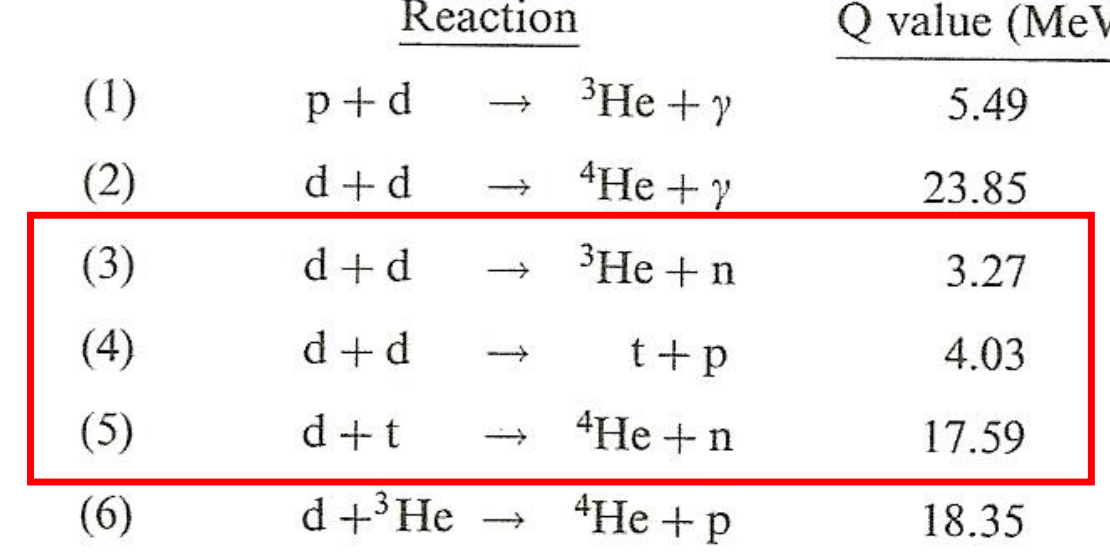 Reaction Q value (MeV
(1) p + d → ³He + γ 5.49
(2) d + d → ⁴He + γ 23.85
(3) d + d → ³He + n 3.27
(4) d + d → t + p 4.03
(5) d + t → ⁴He + n 17.59
(6) d +³He → ⁴He + p 18.35